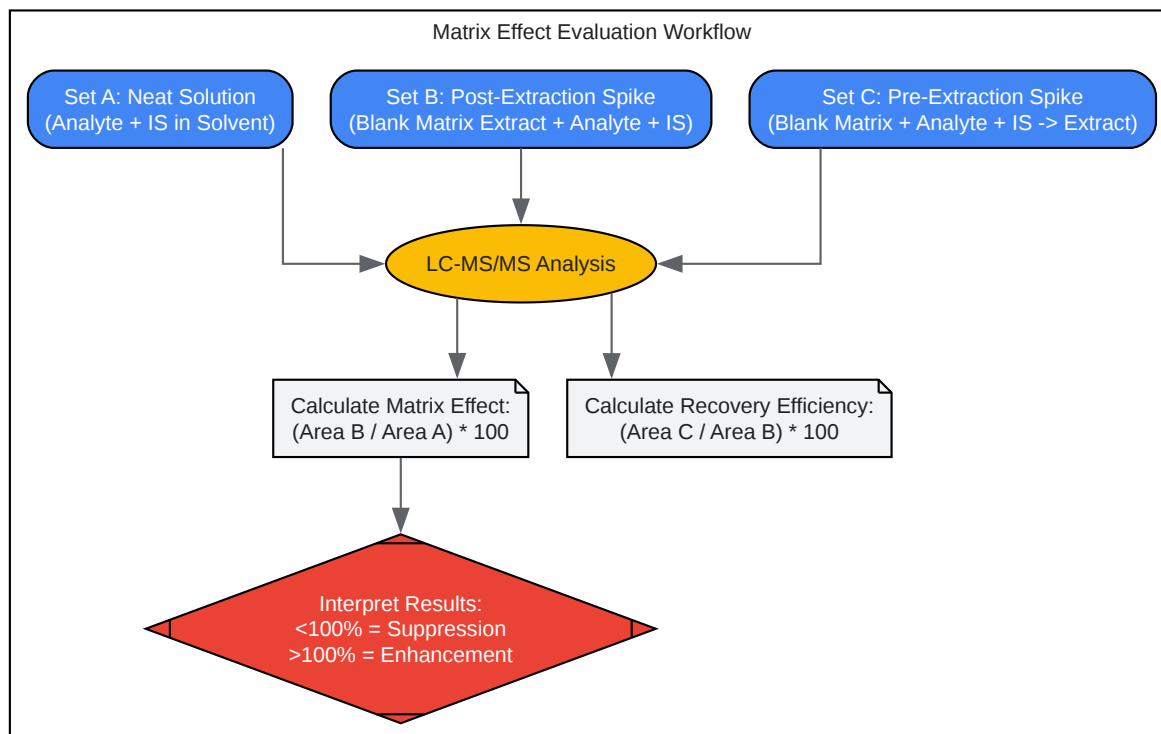 Matrix Effect Evaluation Workflow
Set A: Neat Solution
(Analyte + IS in Solvent)
Set B: Post-Extraction Spike
(Blank Matrix Extract + Analyte + IS)
Set C: Pre-Extraction Spike
(Blank Matrix + Analyte + IS -> Extract)
LC-MS/MS Analysis
Calculate Matrix Effect:
(Area B / Area A) * 100
Calculate Recovery Efficiency:
(Area C / Area B) * 100
Interpret Results:
<100% = Suppression
>100% = Enhancement